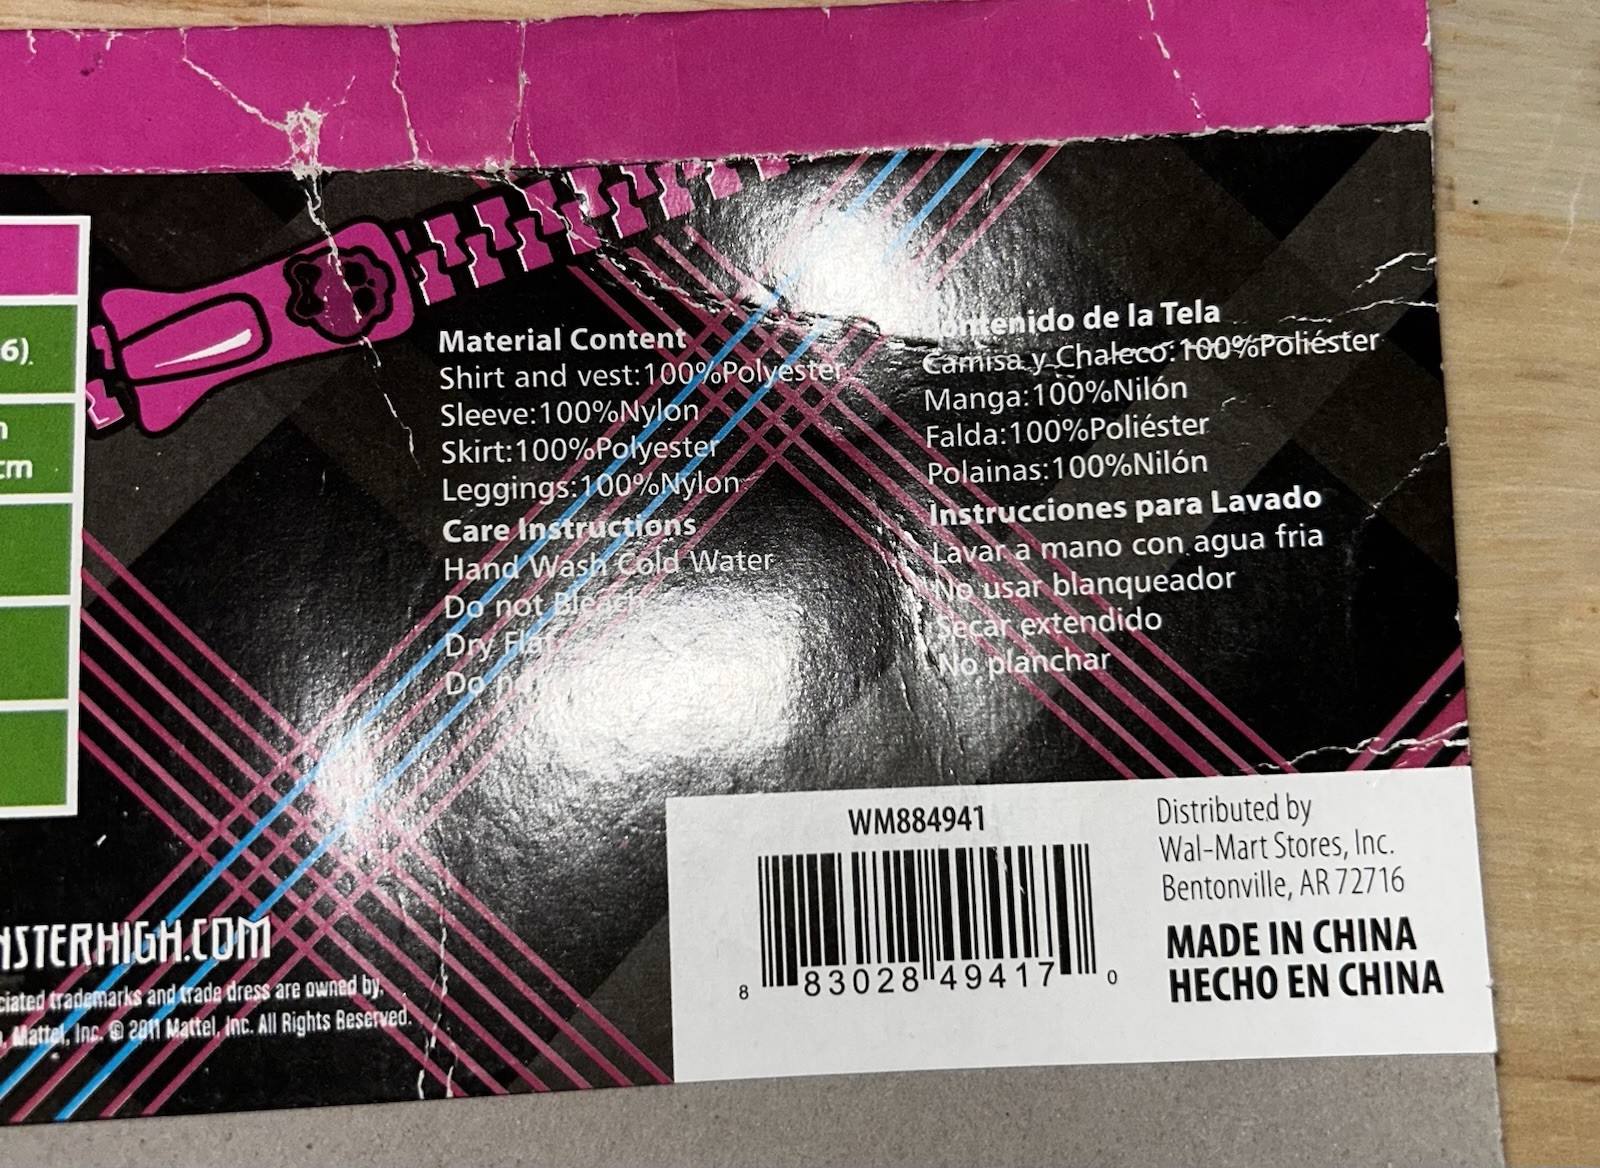 6).
cm
Material Content
Shirt and vest:100%Polyester
Sleeve:100%Nylon
Skirt:100%Polyester
Leggings:100%Nylon
Care Instructions
Hand Wash Cold Water
Do not Bleach
Dry Flat
Do
Contenido de la Tela
Camisa y Chaleco:100%Poliéster
Manga:100%Nilón
Falda:100%Poliéster
Polainas:100%Nilón
Instrucciones para Lavado
Lavar a mano con agua fria
No usar blanqueador
Secar extendido
No planchar
NSTERHIGH.COM
ciated trademarks and trade dress are owned by,
, Mattel, Inc. © 2011 Mattel, Inc. All Rights Reserved.
WM884941
8 83028 49417 0
Distributed by
Wal-Mart Stores, Inc.
Bentonville, AR 72716
MADE IN CHINA
HECHO EN CHINA